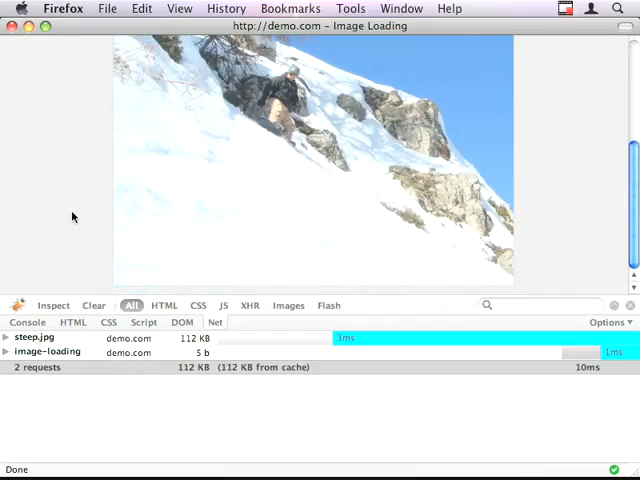 Firefox File Edit View History Bookmarks Tools Window Help
http://demo.com – Image Loading
Inspect Clear All HTML CSS JS XHR Images Flash
Console HTML CSS Script DOM Net Options
steep.jpg demo.com 112 KB 3ms
image-loading demo.com 5 b 1ms
2 requests 112 KB (112 KB from cache) 10ms
Done